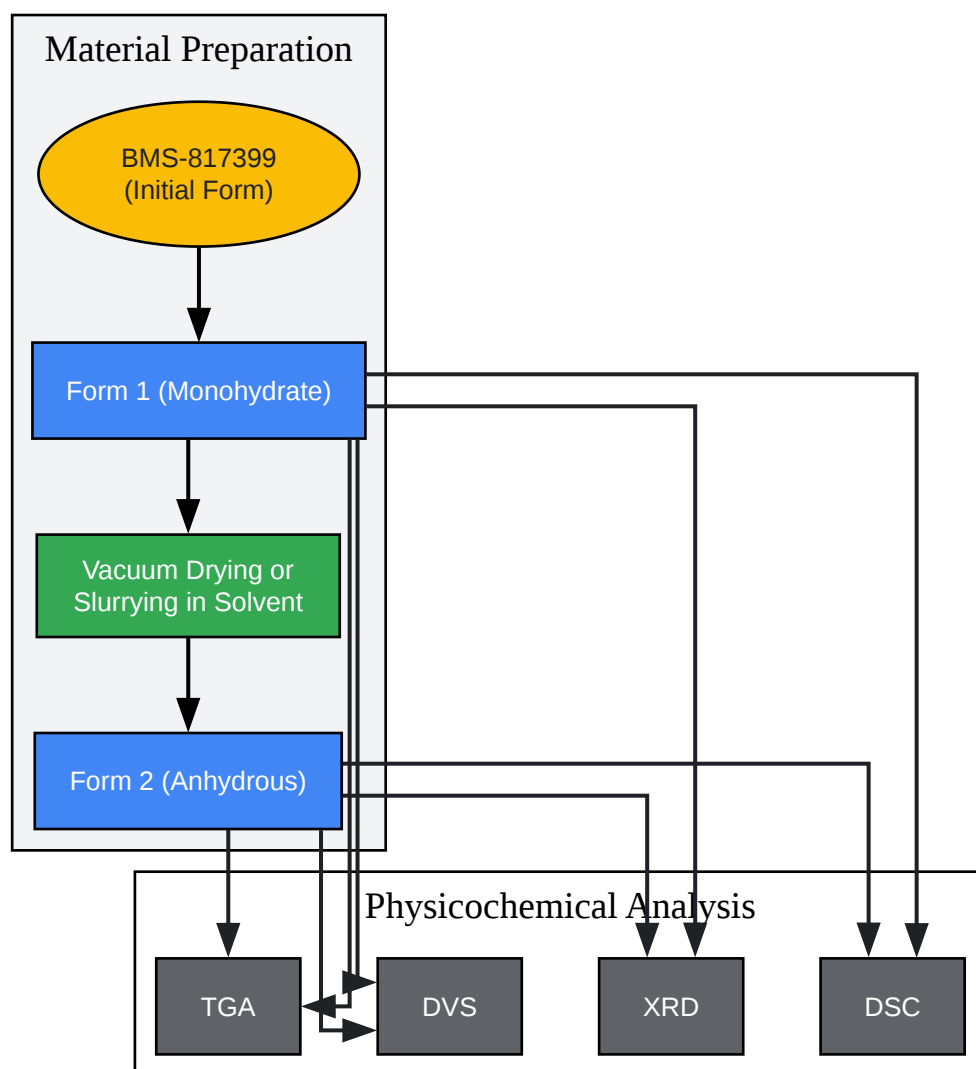 Material Preparation
BMS-817399
(Initial Form)
Form 1 (Monohydrate)
Vacuum Drying or
Slurrying in Solvent
Form 2 (Anhydrous)
Physicochemical Analysis
TGA
DVS
XRD
DSC